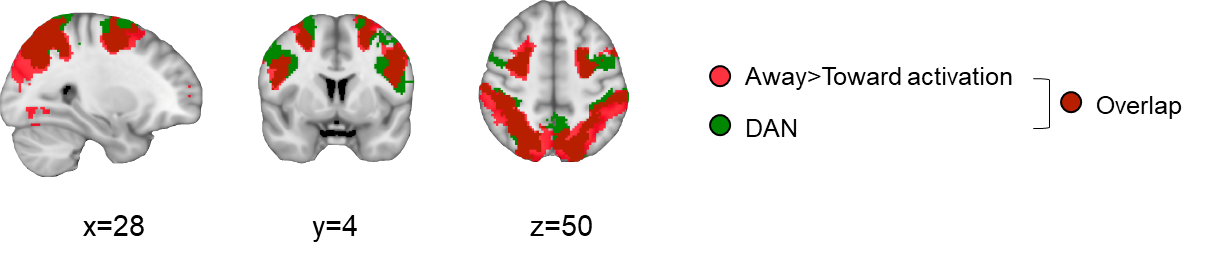 Away>Toward activation
DAN
Overlap
x=28
y=4
z=50